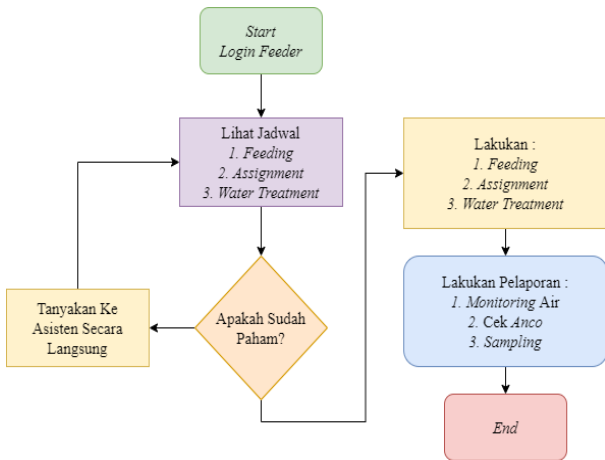 Start
Login Feeder
Lihat Jadwal
1. Feeding
2. Assignment
3. Water Treatment
Apakah Sudah
Paham?
Tanyakan Ke
Asisten Secara
Langsung
Lakukan :
1. Feeding
2. Assignment
3. Water Treatment
Lakukan Pelaporan :
1. Monitoring Air
2. Cek Anco
3. Sampling
End